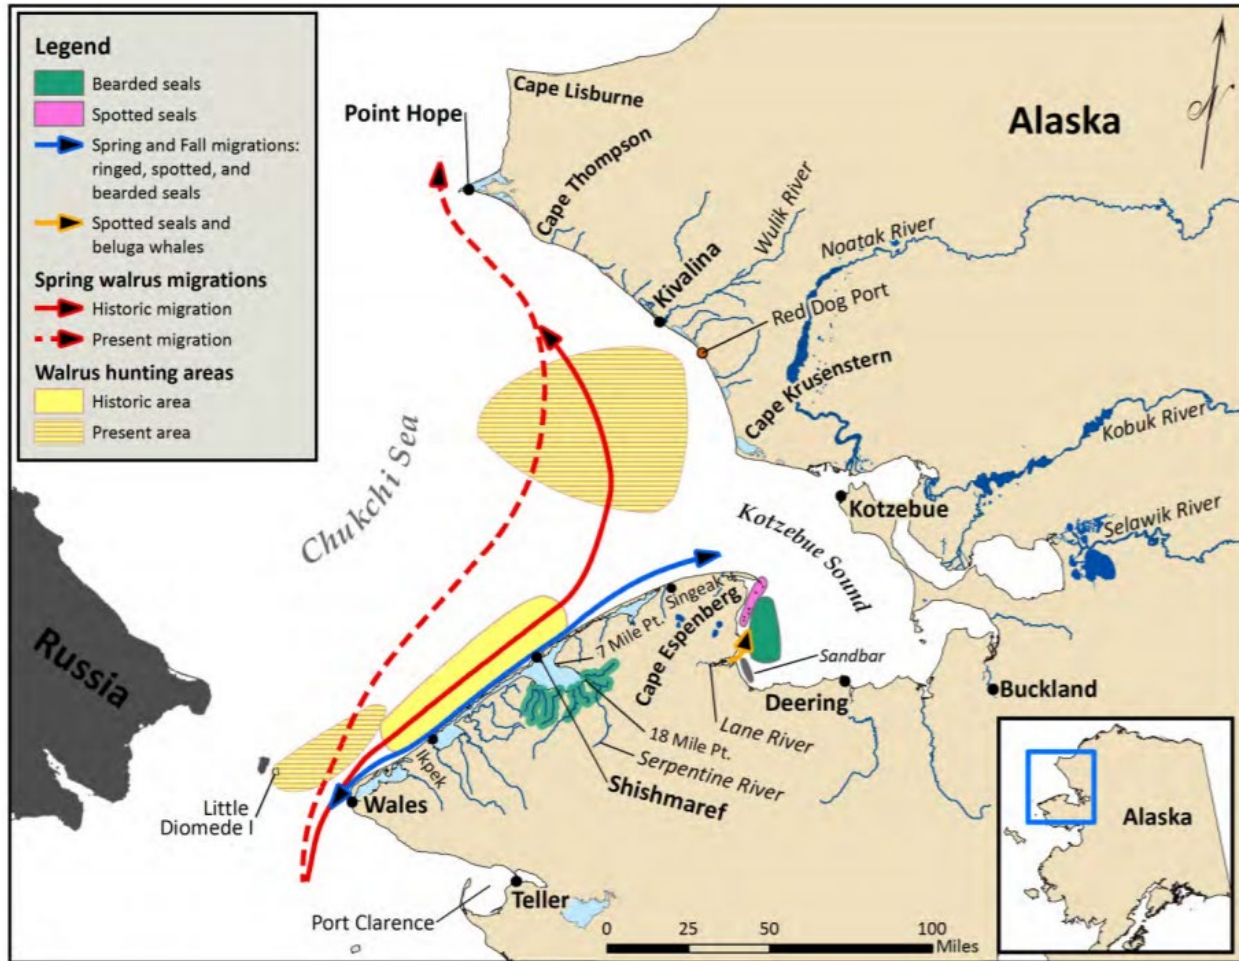 Legend
Bearded seals
Spotted seals
Spring and Fall migrations:
ringed, spotted, and
bearded seals
Spotted seals and
beluga whales
Spring walrus migrations
Historic migration
Present migration
Walrus hunting areas
Historic area
Present area
Point Hope
Cape Lisburne
Cape Thompson
Alaska
N
Wulik River
Noatak River
Kivalina
Red Dog Port
Cape Krusenstern
Kobuk River
Chukchi Sea
Kotzebue
Selawik River
Kotzebue Sound
Russia
Singeak
7 Mile Pt.
Cape Espenberg
Sandbar
Deering
Buckland
Lane River
18 Mile Pt.
Serpentine River
Shishmaref
Ikpek
Wales
Little
Diomede I
Teller
Port Clarence
0 50 100
Miles
Alaska